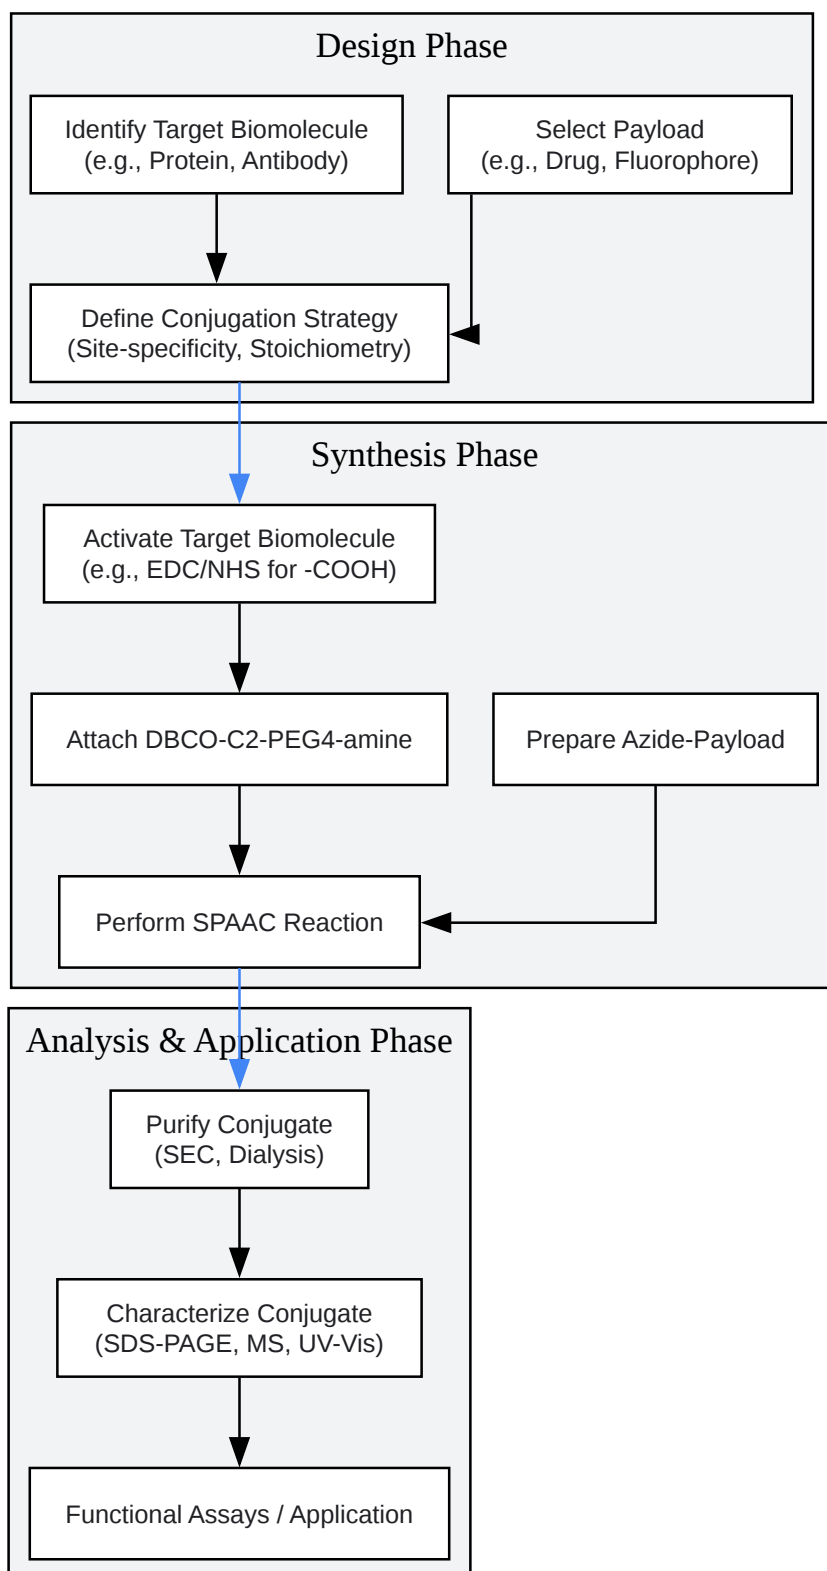 Design Phase
Identify Target Biomolecule
(e.g., Protein, Antibody)
Select Payload
(e.g., Drug, Fluorophore)
Define Conjugation Strategy
(Site-specificity, Stoichiometry)
Synthesis Phase
Activate Target Biomolecule
(e.g., EDC/NHS for -COOH)
Attach DBCO-C2-PEG4-amine
Prepare Azide-Payload
Perform SPAAC Reaction
Analysis & Application Phase
Purify Conjugate
(SEC, Dialysis)
Characterize Conjugate
(SDS-PAGE, MS, UV-Vis)
Functional Assays / Application